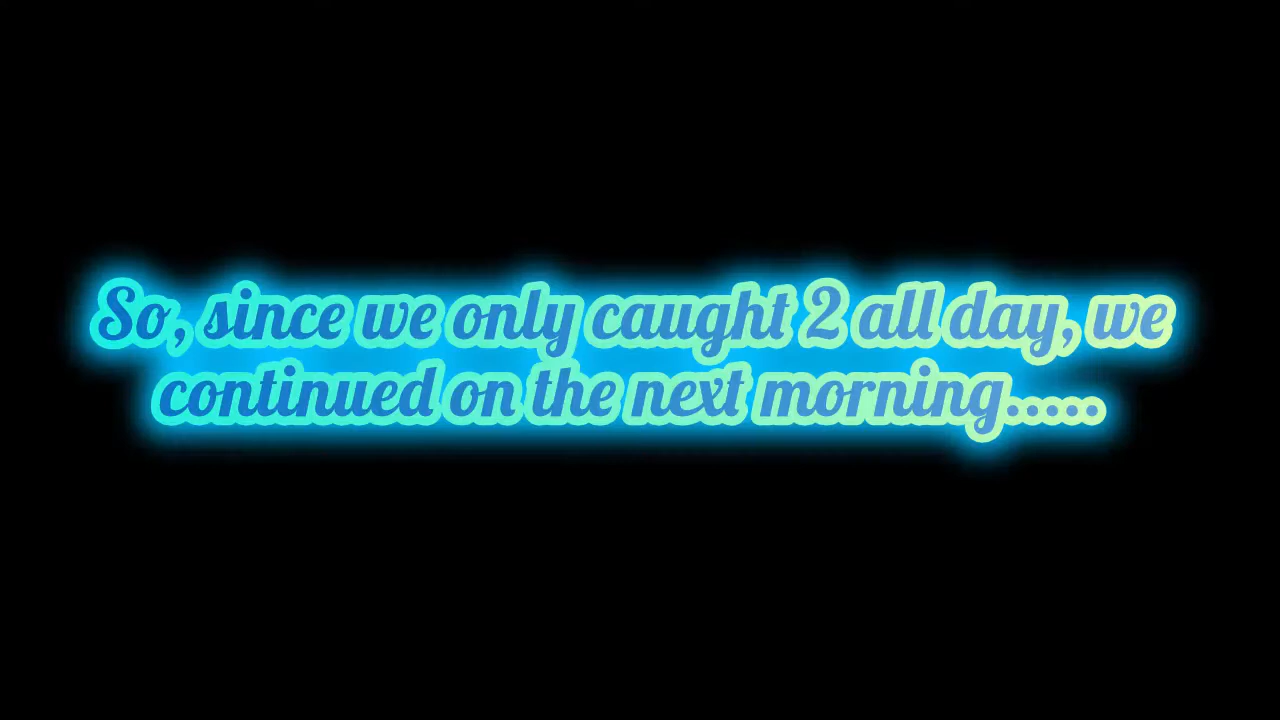 So, since we only caught 2 all day, we
continued on the next morning.....